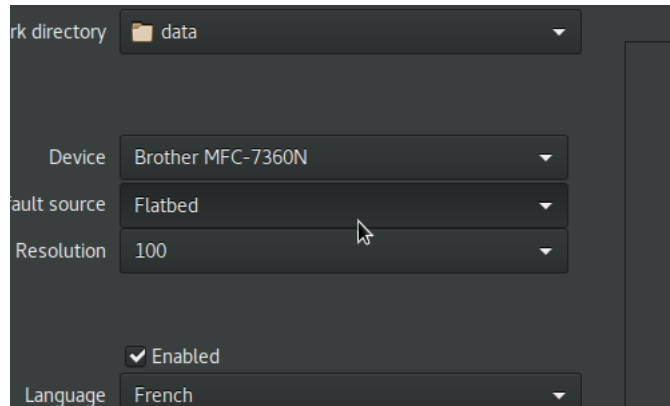 rk directory data
Device Brother MFC-7360N
fault source Flatbed
Resolution 100
Enabled
Language French